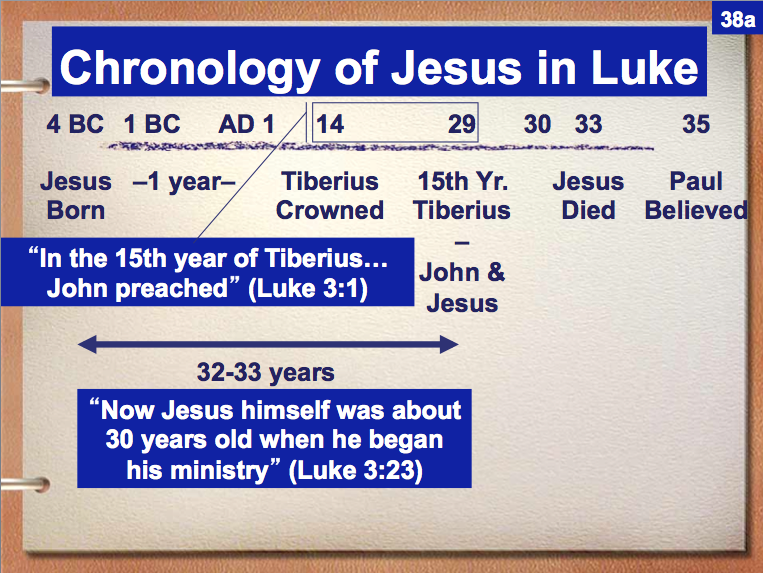 38a
Chronology of Jesus in Luke
4 BC 1 BC AD 1 14 29 30 33 35
Jesus –1 year– Tiberius 15th Yr. Jesus Paul
Born Crowned Tiberius Died Believed
–
“In the 15th year of Tiberius…
John preached” (Luke 3:1)
John &
Jesus
32-33 years
“Now Jesus himself was about
30 years old when he began
his ministry” (Luke 3:23)